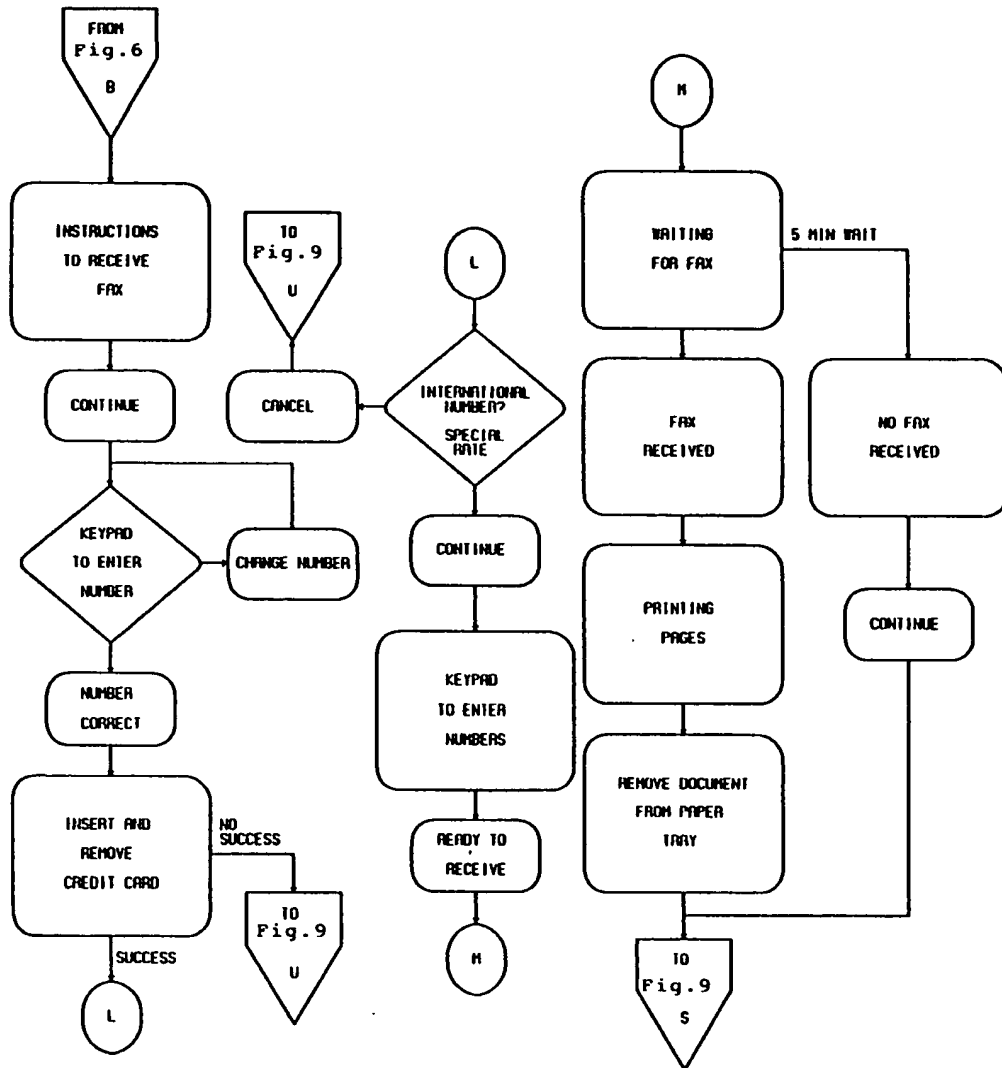 FROM
Fig.6
B
INSTRUCTIONS
TO RECEIVE
FAX
CONTINUE
KEYPAD
TO ENTER
NUMBER
CHANGE NUMBER
NUMBER
CORRECT
INSERT AND
REMOVE
CREDIT CARD
NO
SUCCESS
TO
Fig.9
U
SUCCESS
L
TO
Fig.9
U
CANCEL
L
INTERNATIONAL
NUMBER?
SPECIAL
RATE
CONTINUE
KEYPAD
TO ENTER
NUMBERS
READY TO
RECEIVE
M
M
WAITING
FOR FAX
5 MIN WAIT
FAX
RECEIVED
NO FAX
RECEIVED
PRINTING
PAGES
CONTINUE
REMOVE DOCUMENT
FROM PAPER
TRAY
TO
Fig.9
S